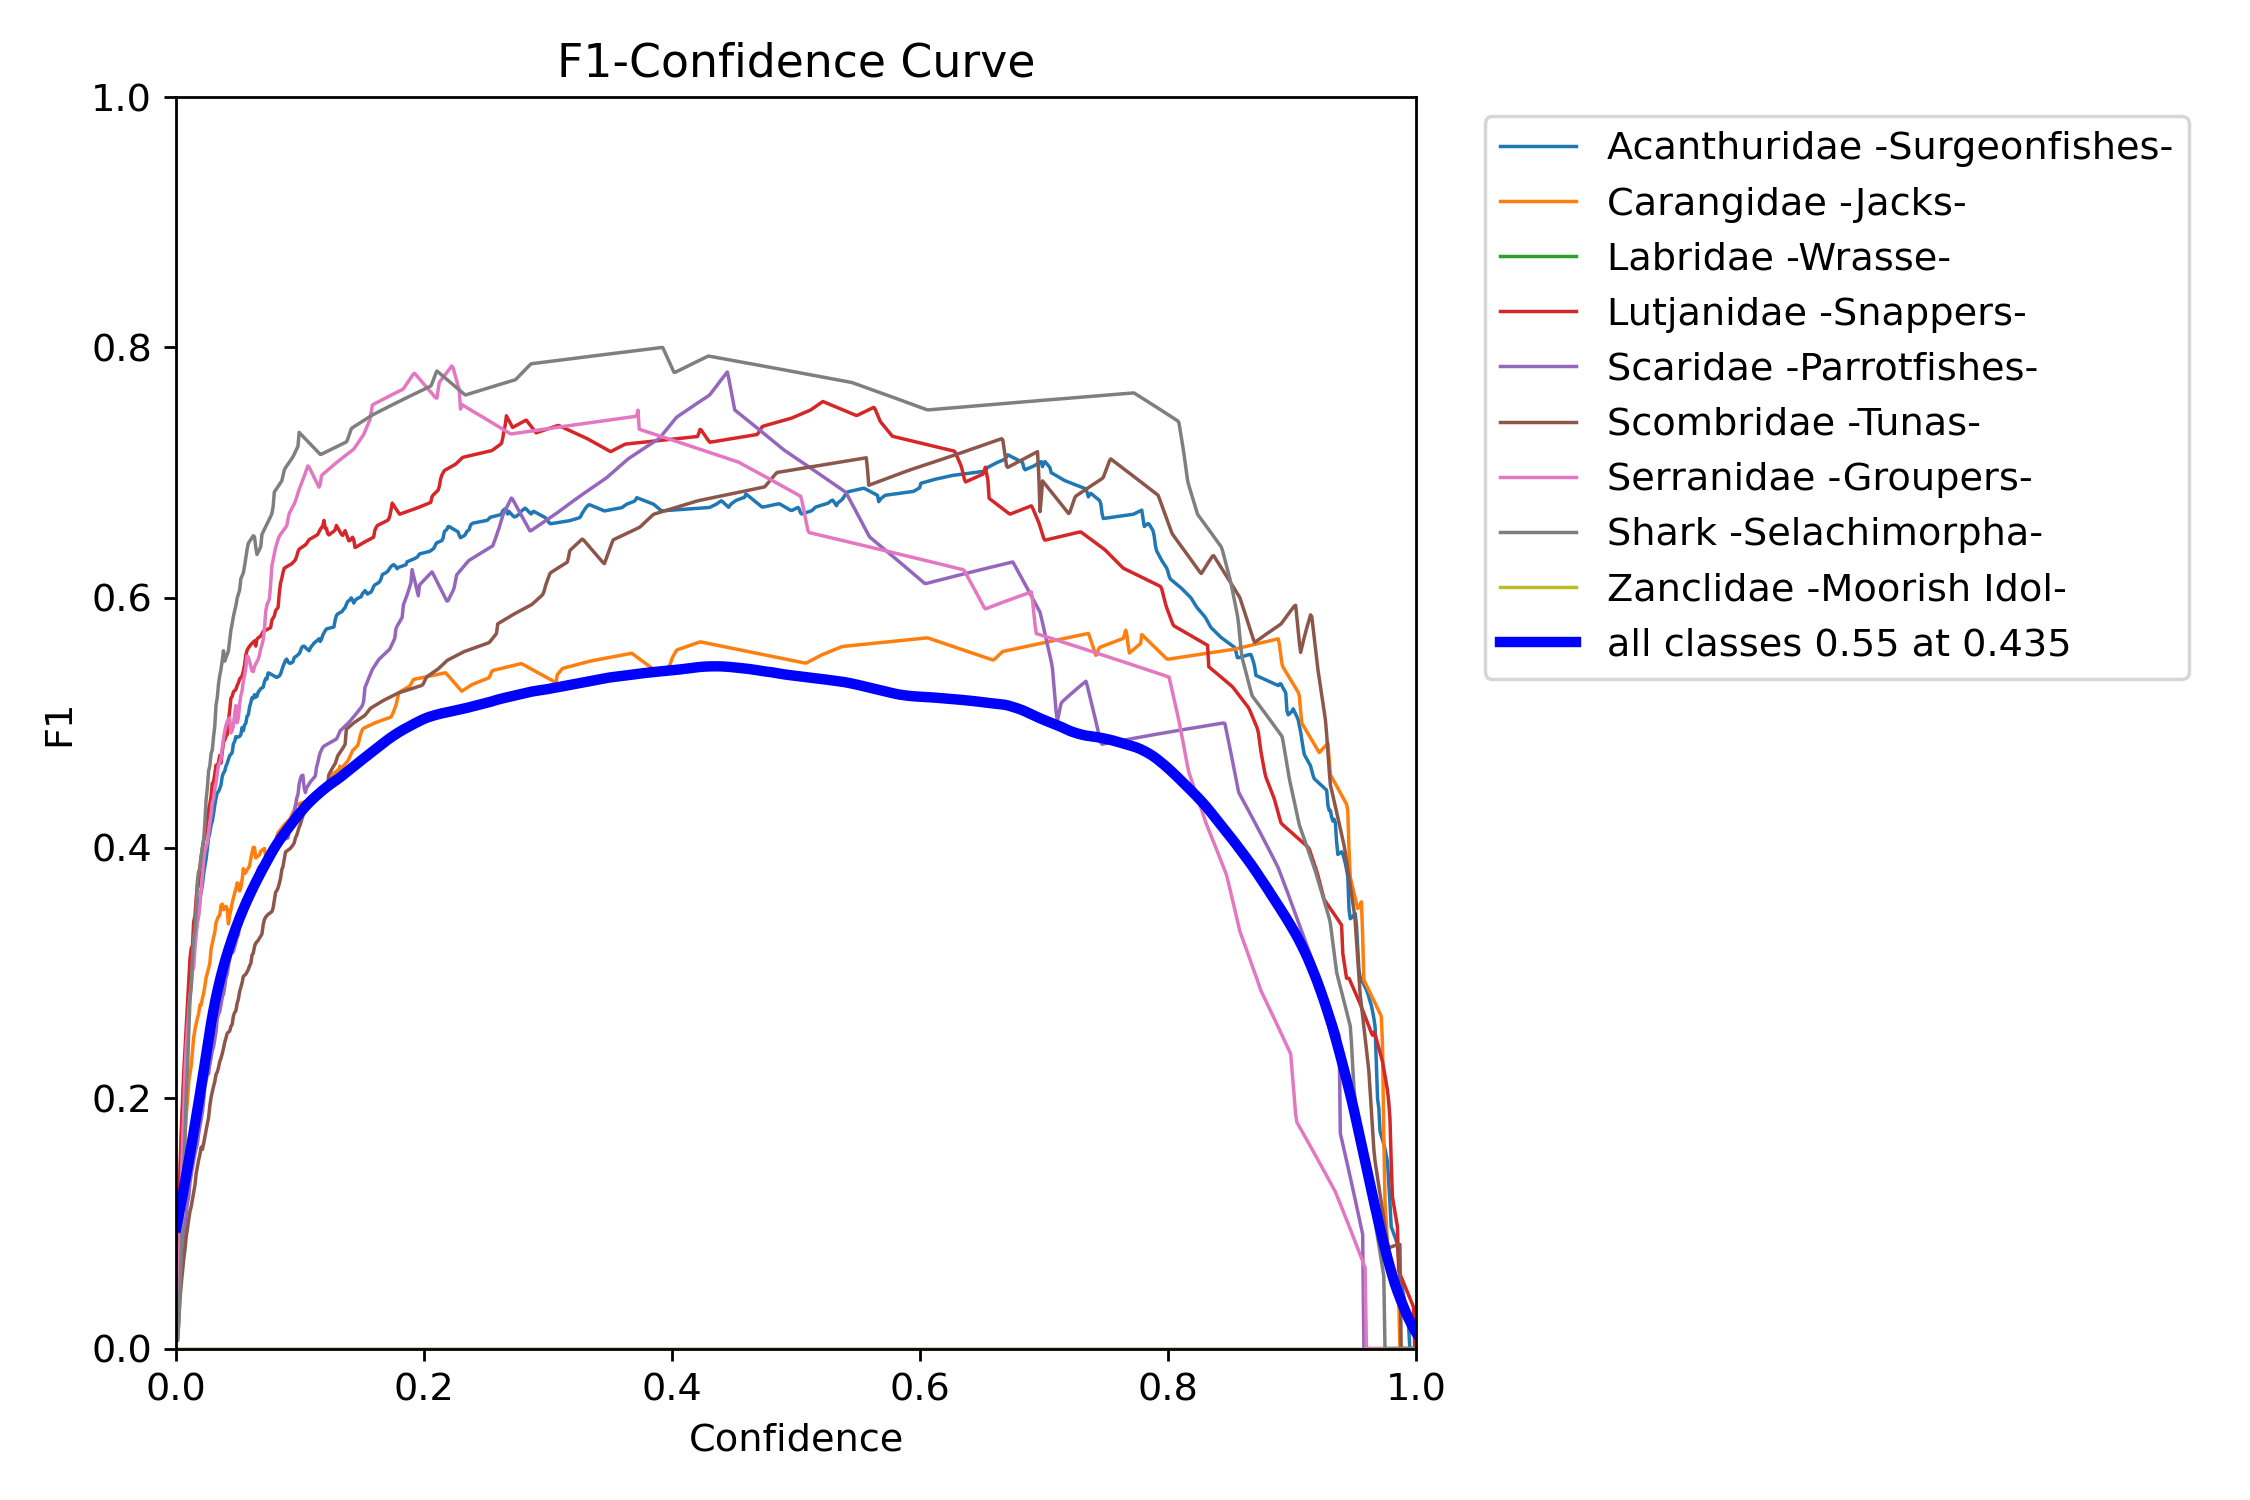 F1-Confidence Curve
1.0
0.8
0.6
0.4
0.2
0.0
F1
0.0 0.2 0.4 0.6 0.8 1.0
Confidence
Acanthuridae -Surgeonfishes-
Carangidae -Jacks-
Labridae -Wrasse-
Lutjanidae -Snappers-
Scaridae -Parrotfishes-
Scombridae -Tunas-
Serranidae -Groupers-
Shark -Selachimorpha-
Zanclidae -Moorish Idol-
all classes 0.55 at 0.435